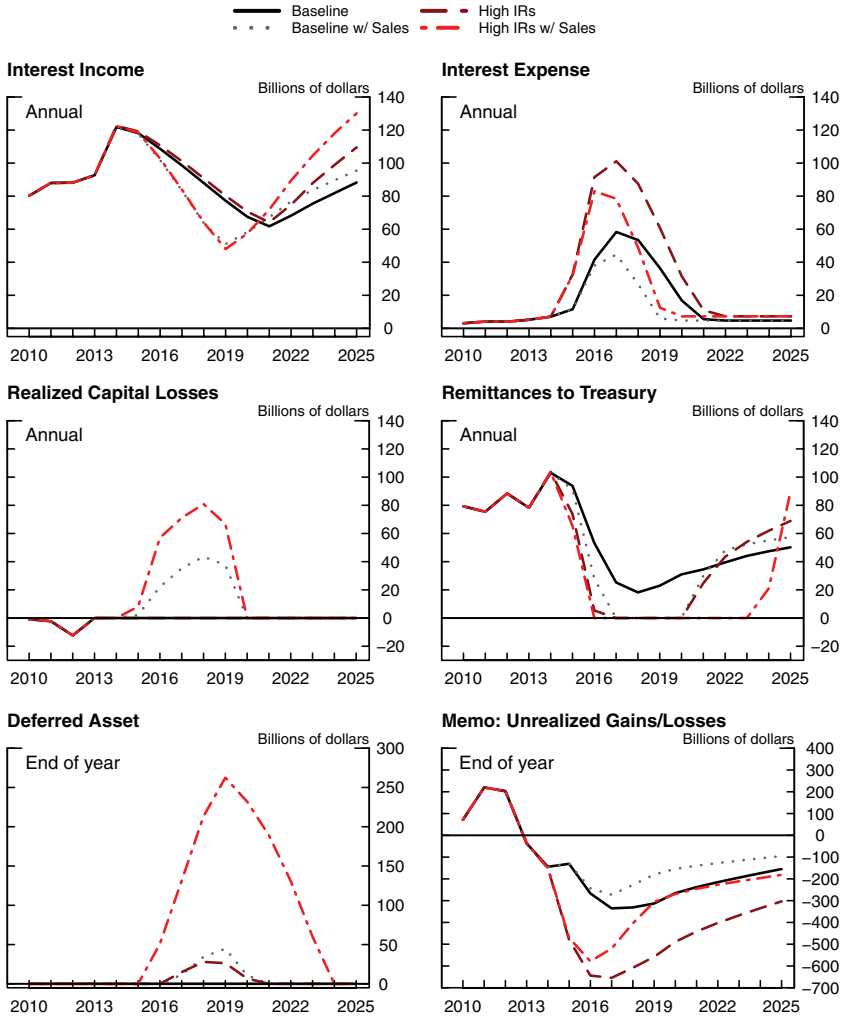 Baseline
High IRs
Baseline w/ Sales
High IRs w/ Sales
Interest Income
Billions of dollars
Annual
140
120
100
80
60
40
20
0
2010 2013 2016 2019 2022 2025
Interest Expense
Billions of dollars
Annual
140
120
100
80
60
40
20
0
2010 2013 2016 2019 2022 2025
Realized Capital Losses
Billions of dollars
Annual
140
120
100
80
60
40
20
0
−20
2010 2013 2016 2019 2022 2025
Remittances to Treasury
Billions of dollars
Annual
140
120
100
80
60
40
20
0
−20
2010 2013 2016 2019 2022 2025
Deferred Asset
Billions of dollars
End of year
300
250
200
150
100
50
0
2010 2013 2016 2019 2022 2025
Memo: Unrealized Gains/Losses
Billions of dollars
End of year
400
300
200
100
0
−100
−200
−300
−400
−500
−600
−700
2010 2013 2016 2019 2022 2025